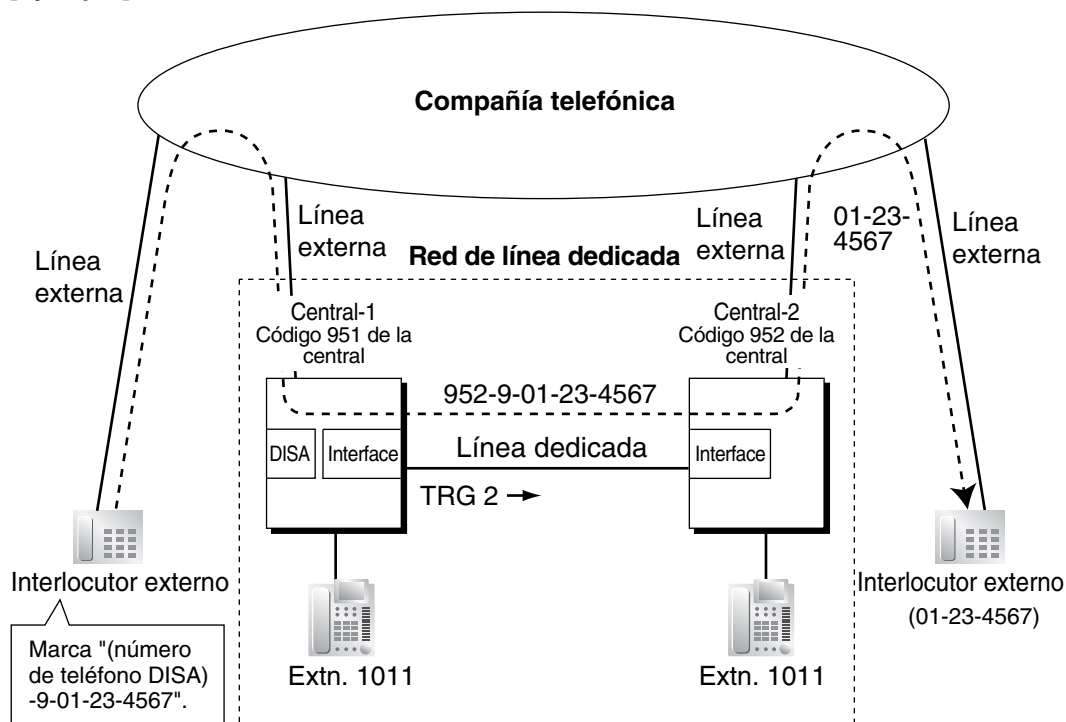 Compañía telefónica
Línea
externa
Línea
externa
Línea
externa
01-23-
4567
Línea
externa
Red de línea dedicada
Central-1
Código 951 de la
central
Central-2
Código 952 de la
central
952-9-01-23-4567
DISA
Interface
Línea dedicada
Interface
TRG 2
Interlocutor externo
Interlocutor externo
(01-23-4567)
Marca "(número
de teléfono DISA)
-9-01-23-4567".
Extn. 1011
Extn. 1011